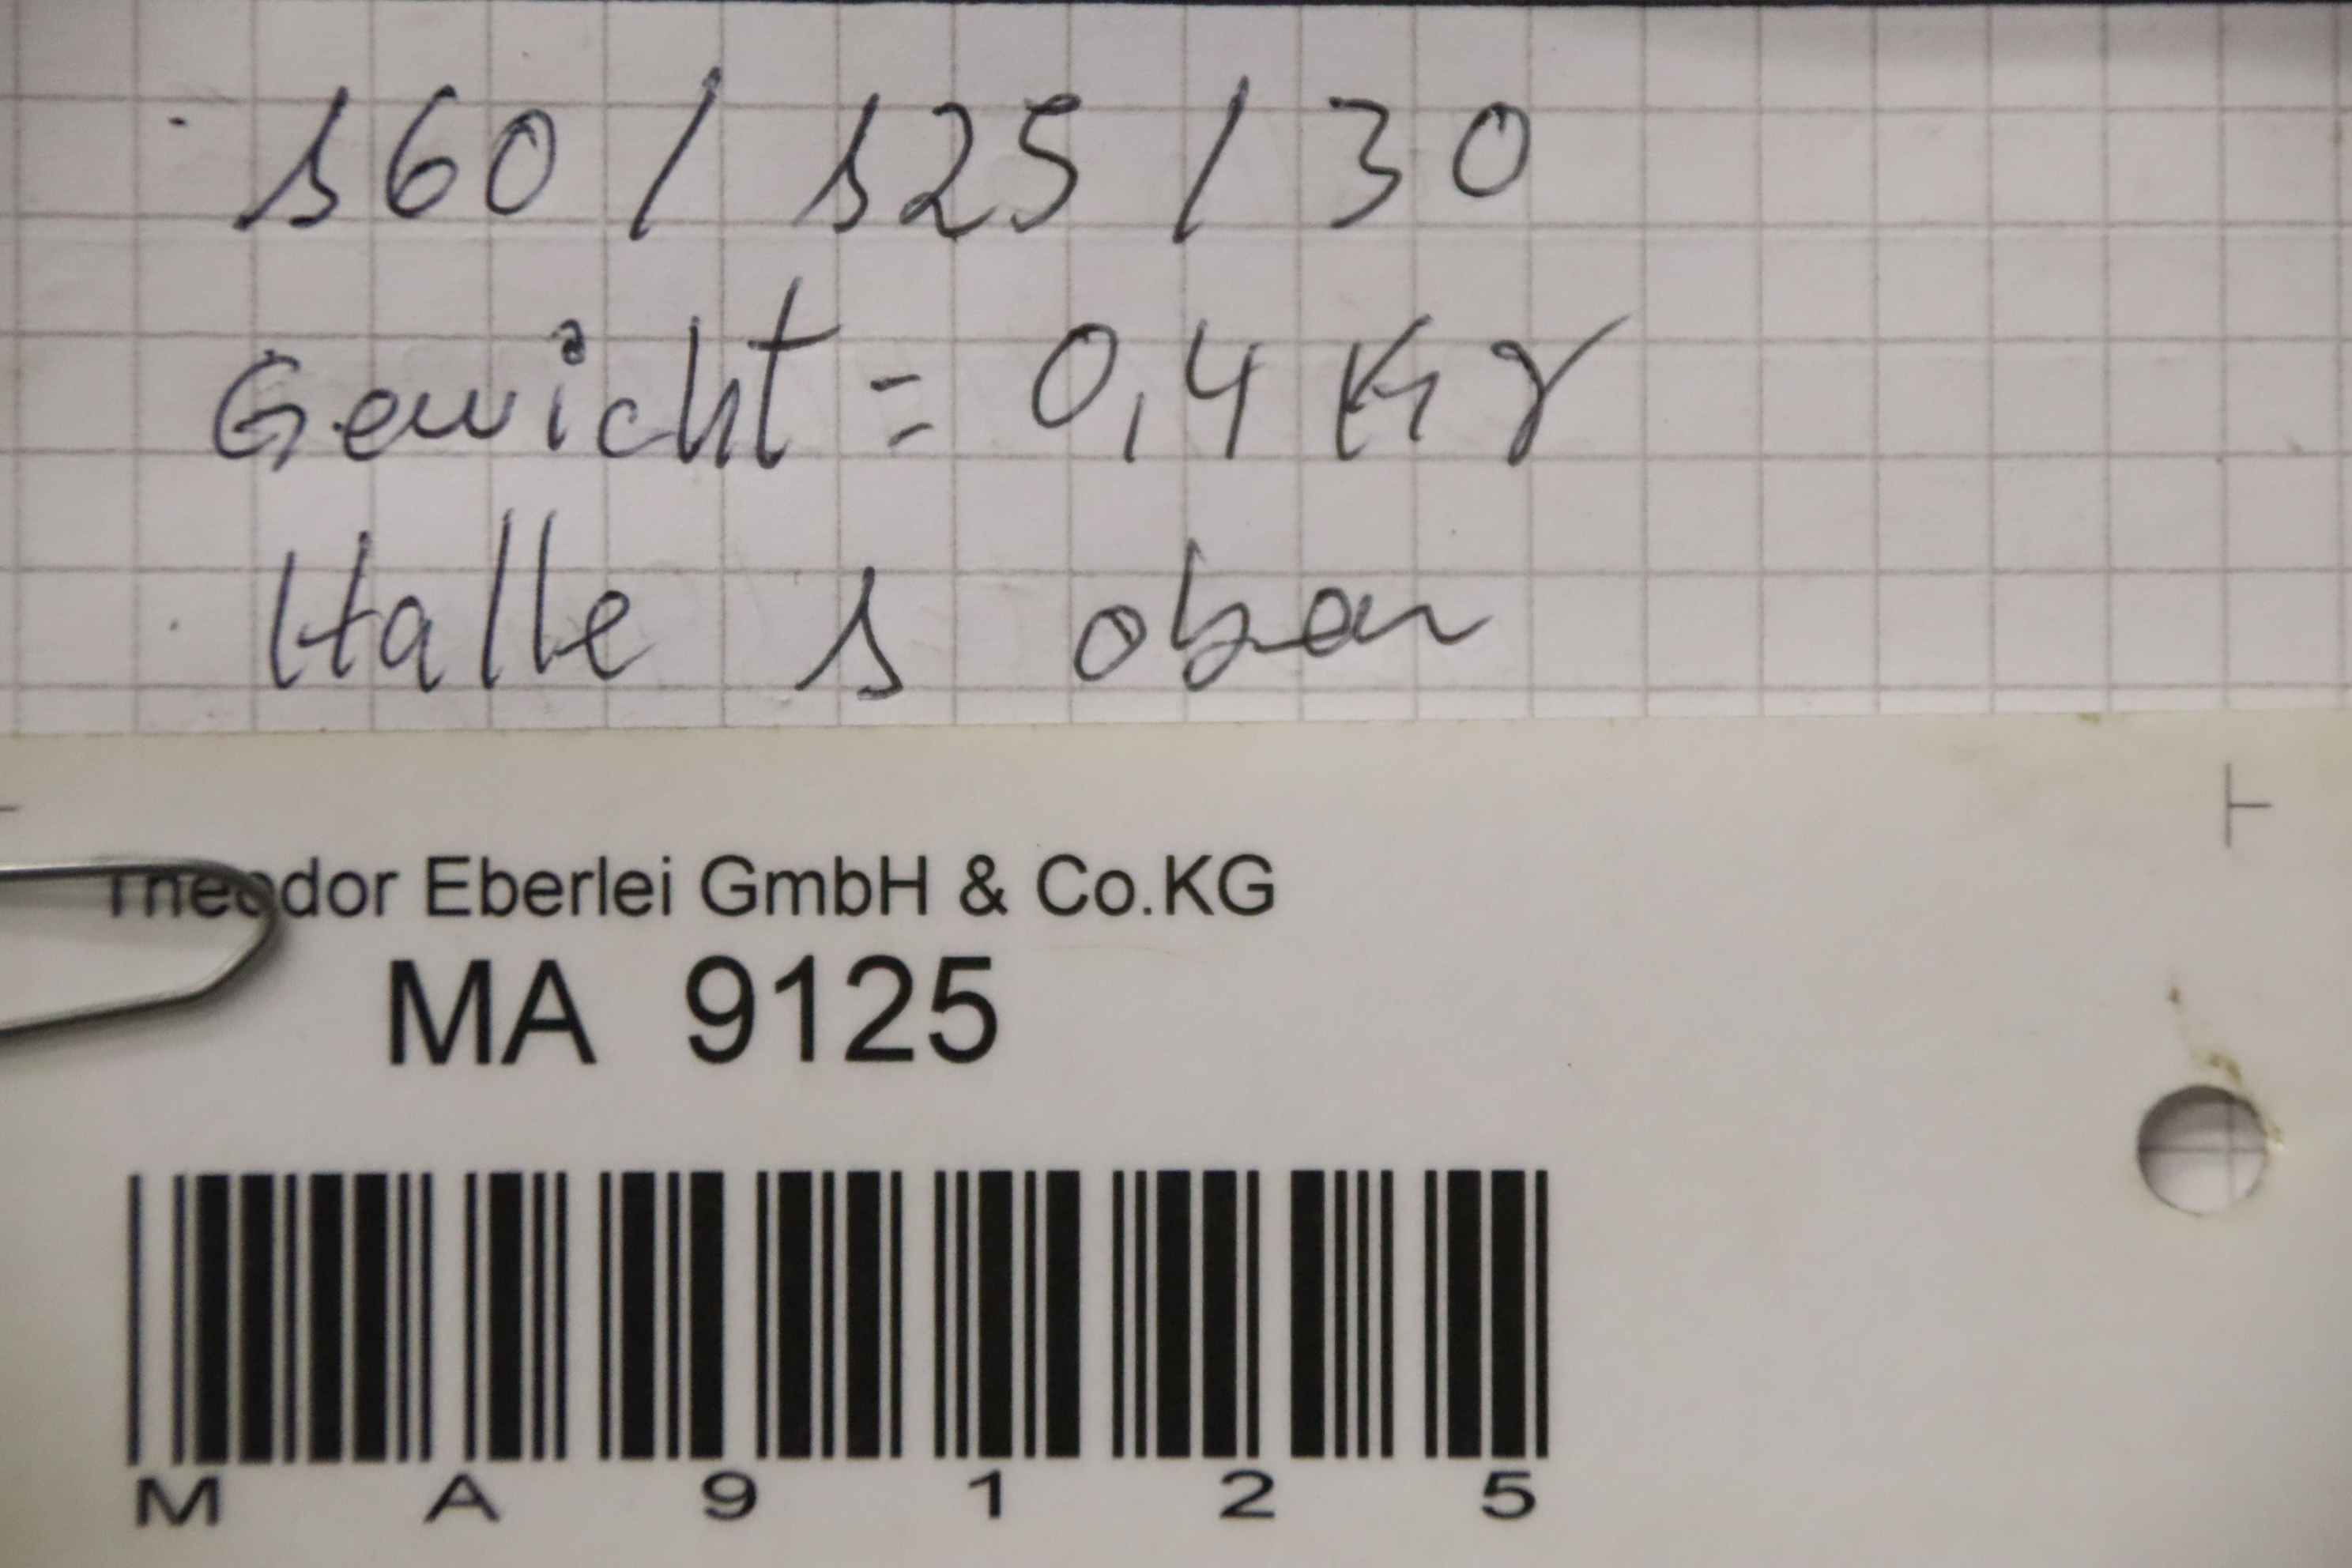 160 / 125 / 30
Gewicht = 0,4 Kg
Halle 1 oben
Theodor Eberlei GmbH & Co.KG
MA 9125
M A 9 1 2 5